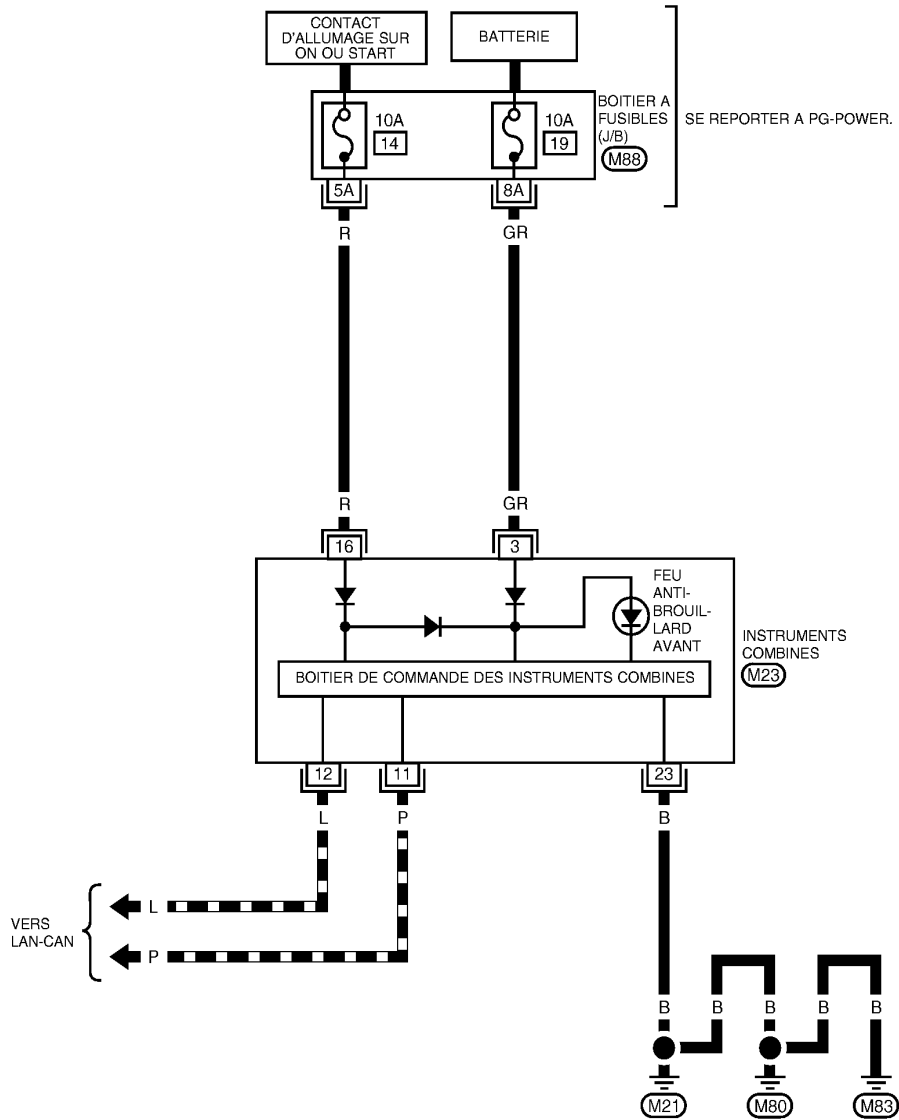 CONTACT
D'ALLUMAGE SUR
ON OU START
BATTERIE
10A
14
10A
19
BOITIER A
FUSIBLES
(J/B)
M88
SE REPORTER A PG-POWER.
5A
8A
R
GR
R
GR
16
3
FEU
ANTI-
BROUIL-
LARD
AVANT
INSTRUMENTS
COMBINES
M23
BOITIER DE COMMANDE DES INSTRUMENTS COMBINES
12
11
23
L
P
B
VERS
LAN-CAN
L
P
B
B
B
B
B
M21
M80
M83